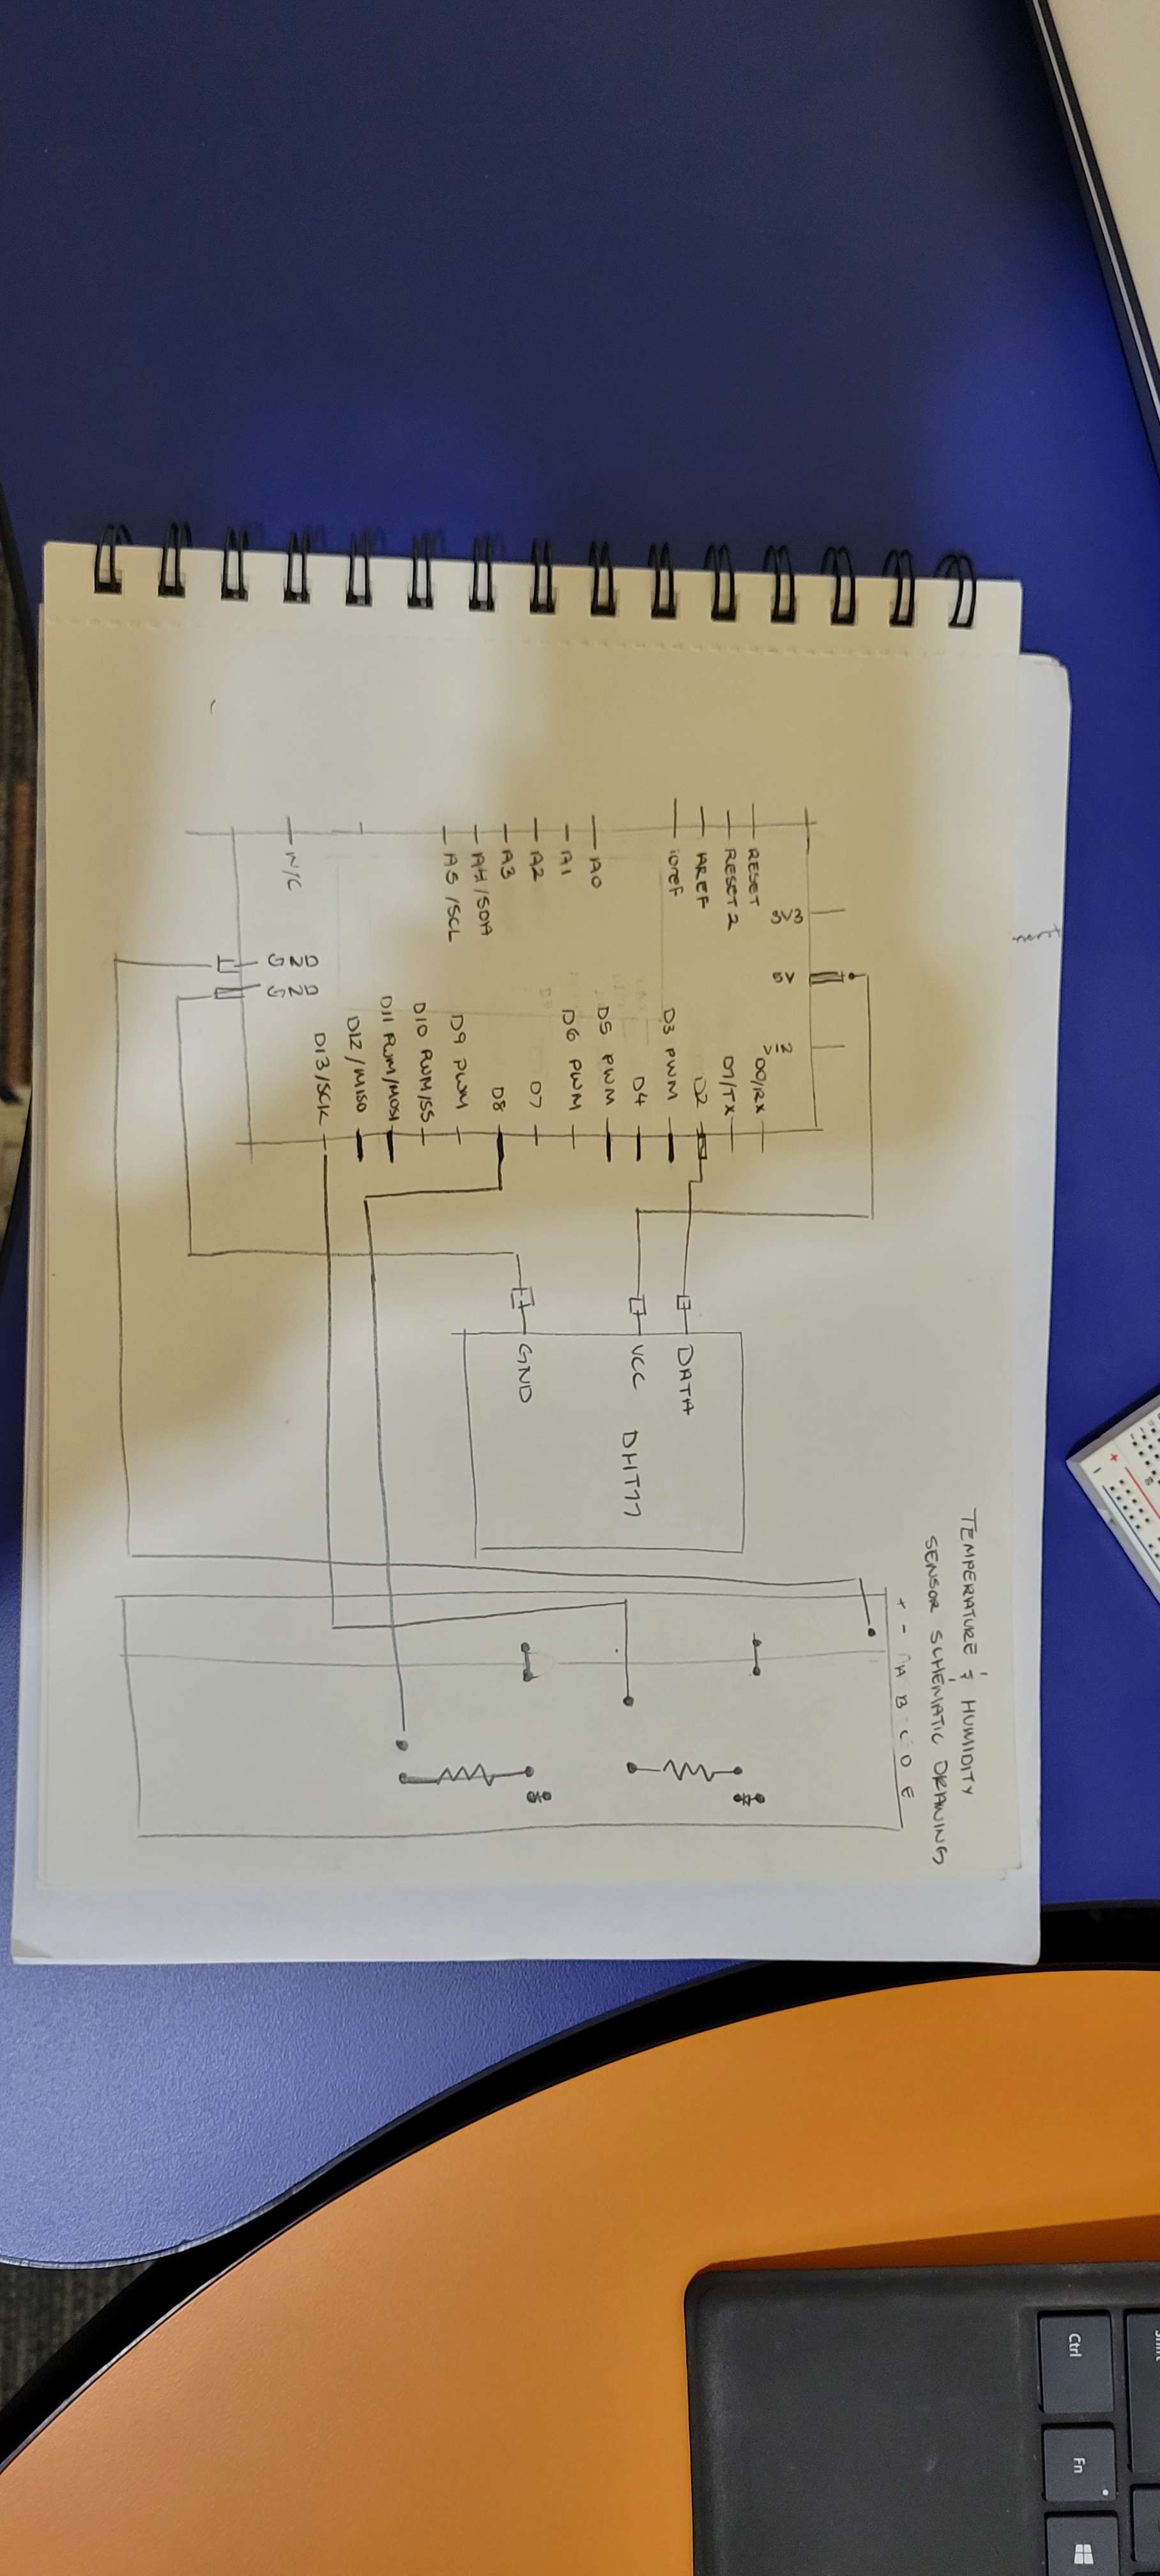 TEMPERATURE & HUMIDITY
SENSOR SCHEMATIC DRAWING
3V3
5V
RESET
RESET 2
AREF
ioref
A0
A1
A2
A3
A4/SDA
A5/SCL
N/C
D0/RX
D1/TX
D2
D3 PWM
D4
D5 PWM
D6 PWM
D7
D8
D9 PWM
D10 PWM/SS
D11 PWM/MOSI
D12/MISO
D13/SCK
GND
GND
DATA
VCC
GND
DHT11
+ - A B C D E
Ctrl
Fn